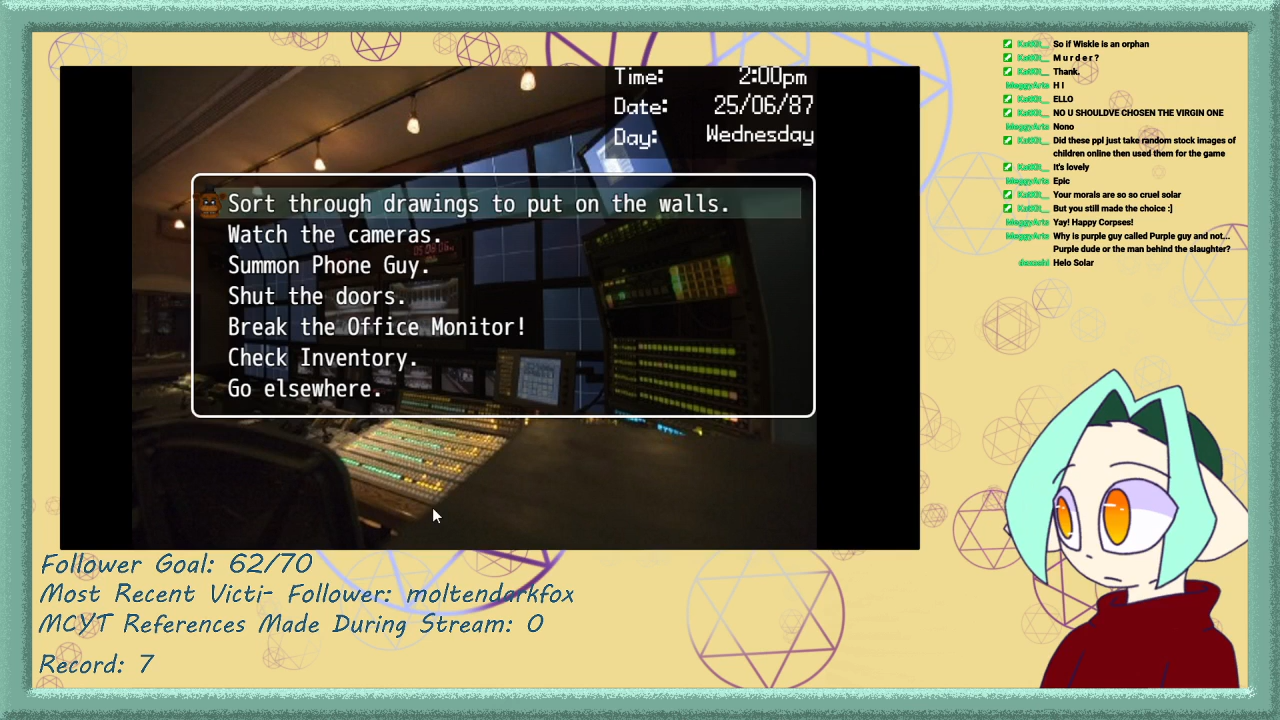 Time: 2:00pm
Date: 25/06/87
Day: Wednesday
Sort through drawings to put on the walls.
Watch the cameras.
Summon Phone Guy.
Shut the doors.
Break the Office Monitor!
Check Inventory.
Go elsewhere.
So if Wiskle is an orphan
M u r d e r ?
Thank.
MeggyArts H I
ELLO
NO U SHOULDVE CHOSEN THE VIRGIN ONE
MeggyArts Nono
Did these ppl just take random stock images of
children online then used them for the game
It's lovely
MeggyArts Epic
Your morals are so so cruel solar
But you still made the choice :]
MeggyArts Yay! Happy Corpses!
MeggyArts Why is purple guy called Purple guy and not...
Purple dude or the man behind the slaughter?
Helo Solar
Follower Goal: 62/70
Most Recent Victi- Follower: moltendarkfox
MCYT References Made During Stream: 0
Record: 7